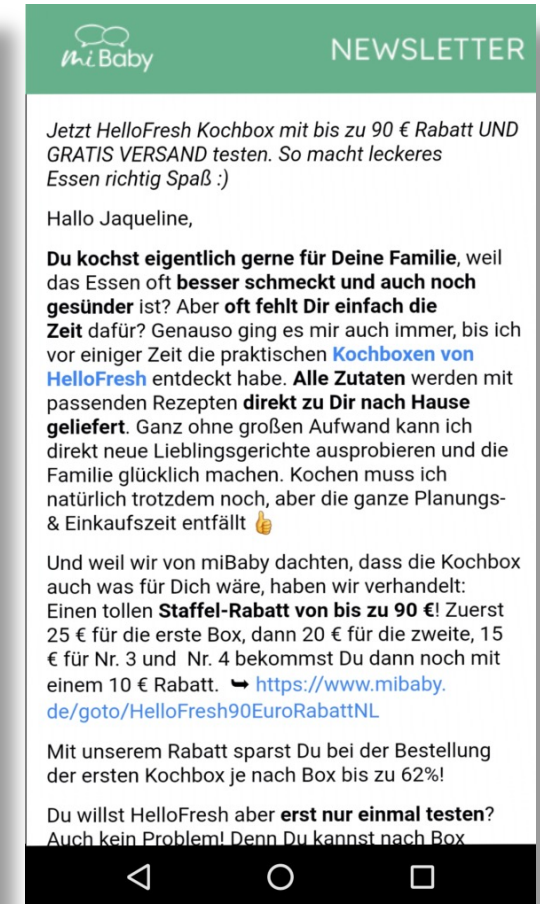 miBaby
NEWSLETTER
Jetzt HelloFresh Kochbox mit bis zu 90 € Rabatt UND
GRATIS VERSAND testen. So macht leckeres
Essen richtig Spaß :)
Hallo Jaqueline,
Du kochst eigentlich gerne für Deine Familie, weil
das Essen oft besser schmeckt und auch noch
gesünder ist? Aber oft fehlt Dir einfach die
Zeit dafür? Genauso ging es mir auch immer, bis ich
vor einiger Zeit die praktischen Kochboxen von
HelloFresh entdeckt habe. Alle Zutaten werden mit
passenden Rezepten direkt zu Dir nach Hause
geliefert. Ganz ohne großen Aufwand kann ich
direkt neue Lieblingsgerichte ausprobieren und die
Familie glücklich machen. Kochen muss ich
natürlich trotzdem noch, aber die ganze Planungs-
& Einkaufszeit entfällt 👍
Und weil wir von miBaby dachten, dass die Kochbox
auch was für Dich wäre, haben wir verhandelt:
Einen tollen Staffel-Rabatt von bis zu 90 €! Zuerst
25 € für die erste Box, dann 20 € für die zweite, 15
€ für Nr. 3 und Nr. 4 bekommst Du dann noch mit
einem 10 € Rabatt. ➥ https://www.mibaby.
de/goto/HelloFresh90EuroRabattNL
Mit unserem Rabatt sparst Du bei der Bestellung
der ersten Kochbox je nach Box bis zu 62%!
Du willst HelloFresh aber erst nur einmal testen?
Auch kein Problem! Denn Du kannst nach Box